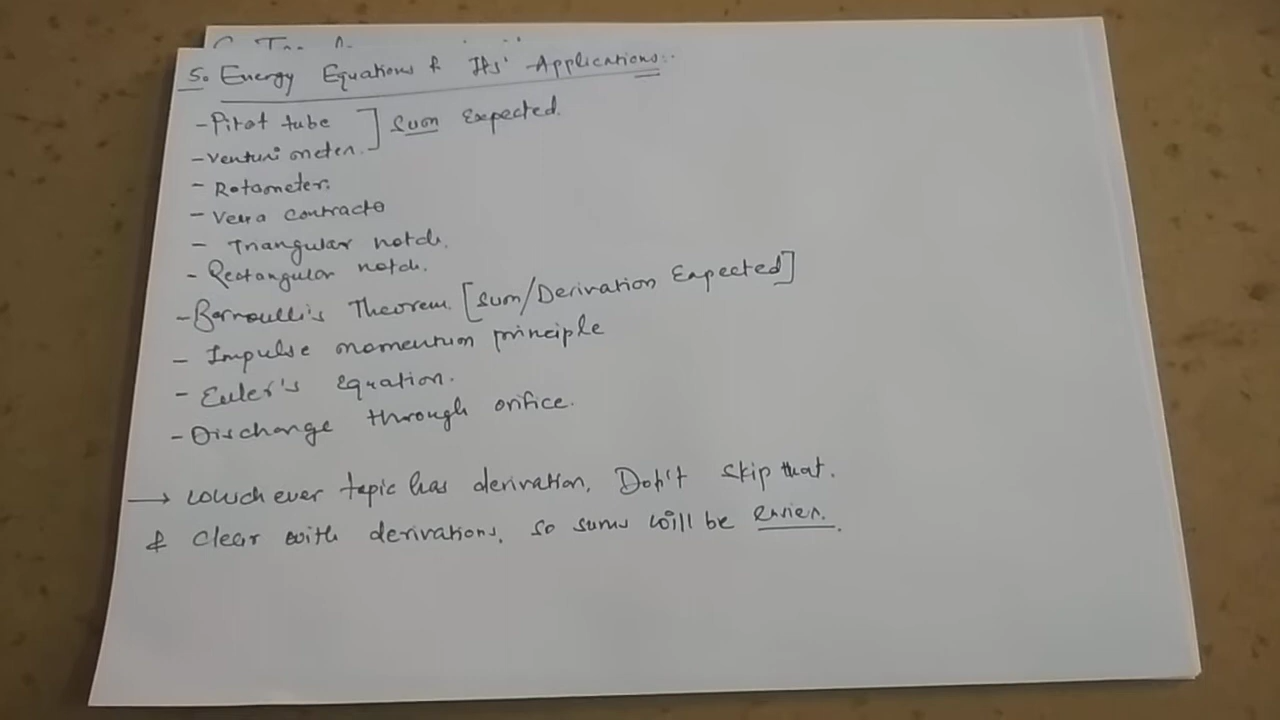 5. Energy Equations & Its' Applications:-
- Pitot tube ] Sum Expected.
- Venturi meter.
- Rotameter.
- Vena Contracta
- Triangular notch.
- Rectangular notch.
- Bernoulli's Theorem. [Sum/Derivation Expected]
- Impulse momentum principle
- Euler's equation.
- Discharge through orifice.
→ Whichever topic has derivation, Don't skip that.
& clear with derivations, so sums will be easier.